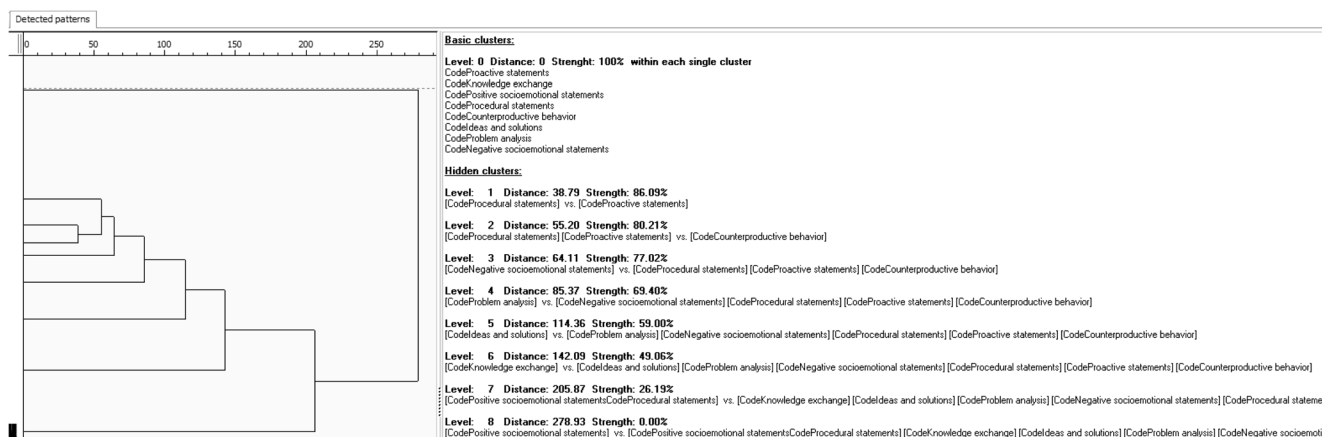 Detected patterns
0 50 100 150 200 250
Basic clusters:
Level: 0 Distance: 0 Strenght: 100% within each single cluster
CodeProactive statements
CodeKnowledge exchange
CodePositive socioemotional statements
CodeProcedural statements
CodeCounterproductive behavior
CodeIdeas and solutions
CodeProblem analysis
CodeNegative socioemotional statements
Hidden clusters:
Level: 1 Distance: 38.79 Strength: 86.09%
[CodeProcedural statements] vs. [CodeProactive statements]
Level: 2 Distance: 55.20 Strength: 80.21%
[CodeProcedural statements] [CodeProactive statements] vs. [CodeCounterproductive behavior]
Level: 3 Distance: 64.11 Strength: 77.02%
[CodeNegative socioemotional statements] vs. [CodeProcedural statements] [CodeProactive statements] [CodeCounterproductive behavior]
Level: 4 Distance: 85.37 Strength: 69.40%
[CodeProblem analysis] vs. [CodeNegative socioemotional statements] [CodeProcedural statements] [CodeProactive statements] [CodeCounterproductive behavior]
Level: 5 Distance: 114.36 Strength: 59.00%
[CodeIdeas and solutions] vs. [CodeProblem analysis] [CodeNegative socioemotional statements] [CodeProcedural statements] [CodeProactive statements] [CodeCounterproductive behavior]
Level: 6 Distance: 142.09 Strength: 49.06%
[CodeKnowledge exchange] vs. [CodeIdeas and solutions] [CodeProblem analysis] [CodeNegative socioemotional statements] [CodeProcedural statements] [CodeProactive statements] [CodeCounterproductive behavior]
Level: 7 Distance: 205.87 Strength: 26.19%
[CodePositive socioemotional statementsCodeProcedural statements] vs. [CodeKnowledge exchange] [CodeIdeas and solutions] [CodeProblem analysis] [CodeNegative socioemotional statements] [CodeProcedural stateme
Level: 8 Distance: 278.93 Strength: 0.00%
[CodePositive socioemotional statements] vs. [CodePositive socioemotional statementsCodeProcedural statements] [CodeKnowledge exchange] [CodeIdeas and solutions] [CodeProblem analysis] [CodeNegative socioemoti